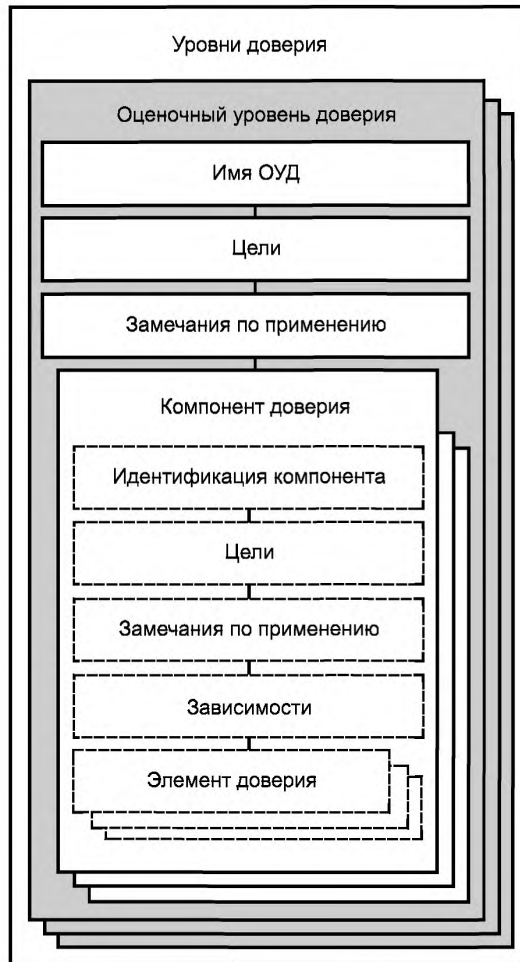 Уровни доверия
Оценочный уровень доверия
Имя ОУД
Цели
Замечания по применению
Компонент доверия
Идентификация компонента
Цели
Замечания по применению
Зависимости
Элемент доверия